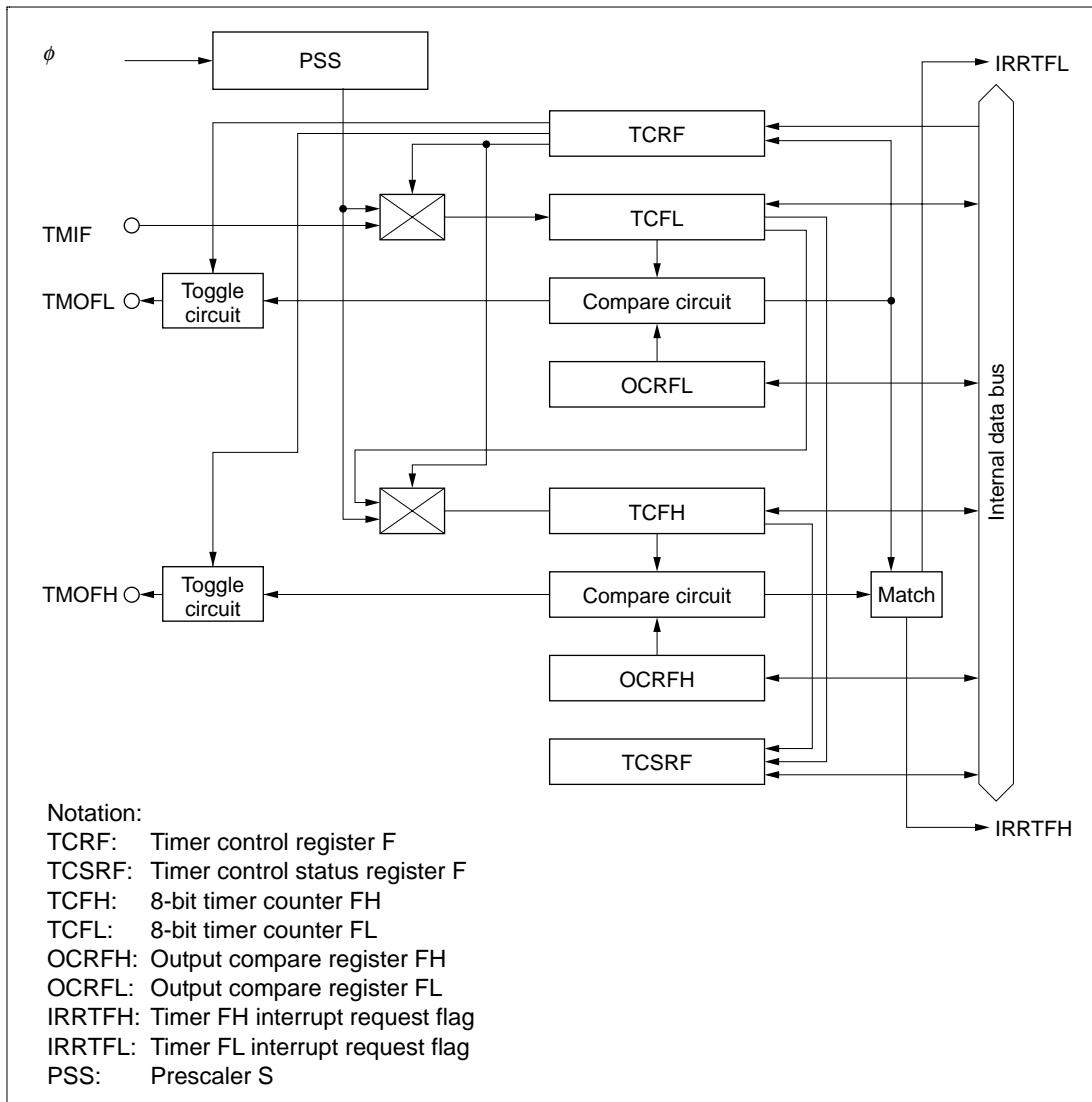 ϕ
PSS
IRRTFL
TCRF
TMIF
TCFL
TMOFL
Toggle
circuit
Compare circuit
OCRFL
Internal data bus
TCFH
TMOFH
Toggle
circuit
Compare circuit
Match
OCRFH
TCSRF
IRRTFH
Notation:
TCRF: Timer control register F
TCSRF: Timer control status register F
TCFH: 8-bit timer counter FH
TCFL: 8-bit timer counter FL
OCRFH: Output compare register FH
OCRFL: Output compare register FL
IRRTFH: Timer FH interrupt request flag
IRRTFL: Timer FL interrupt request flag
PSS: Prescaler S